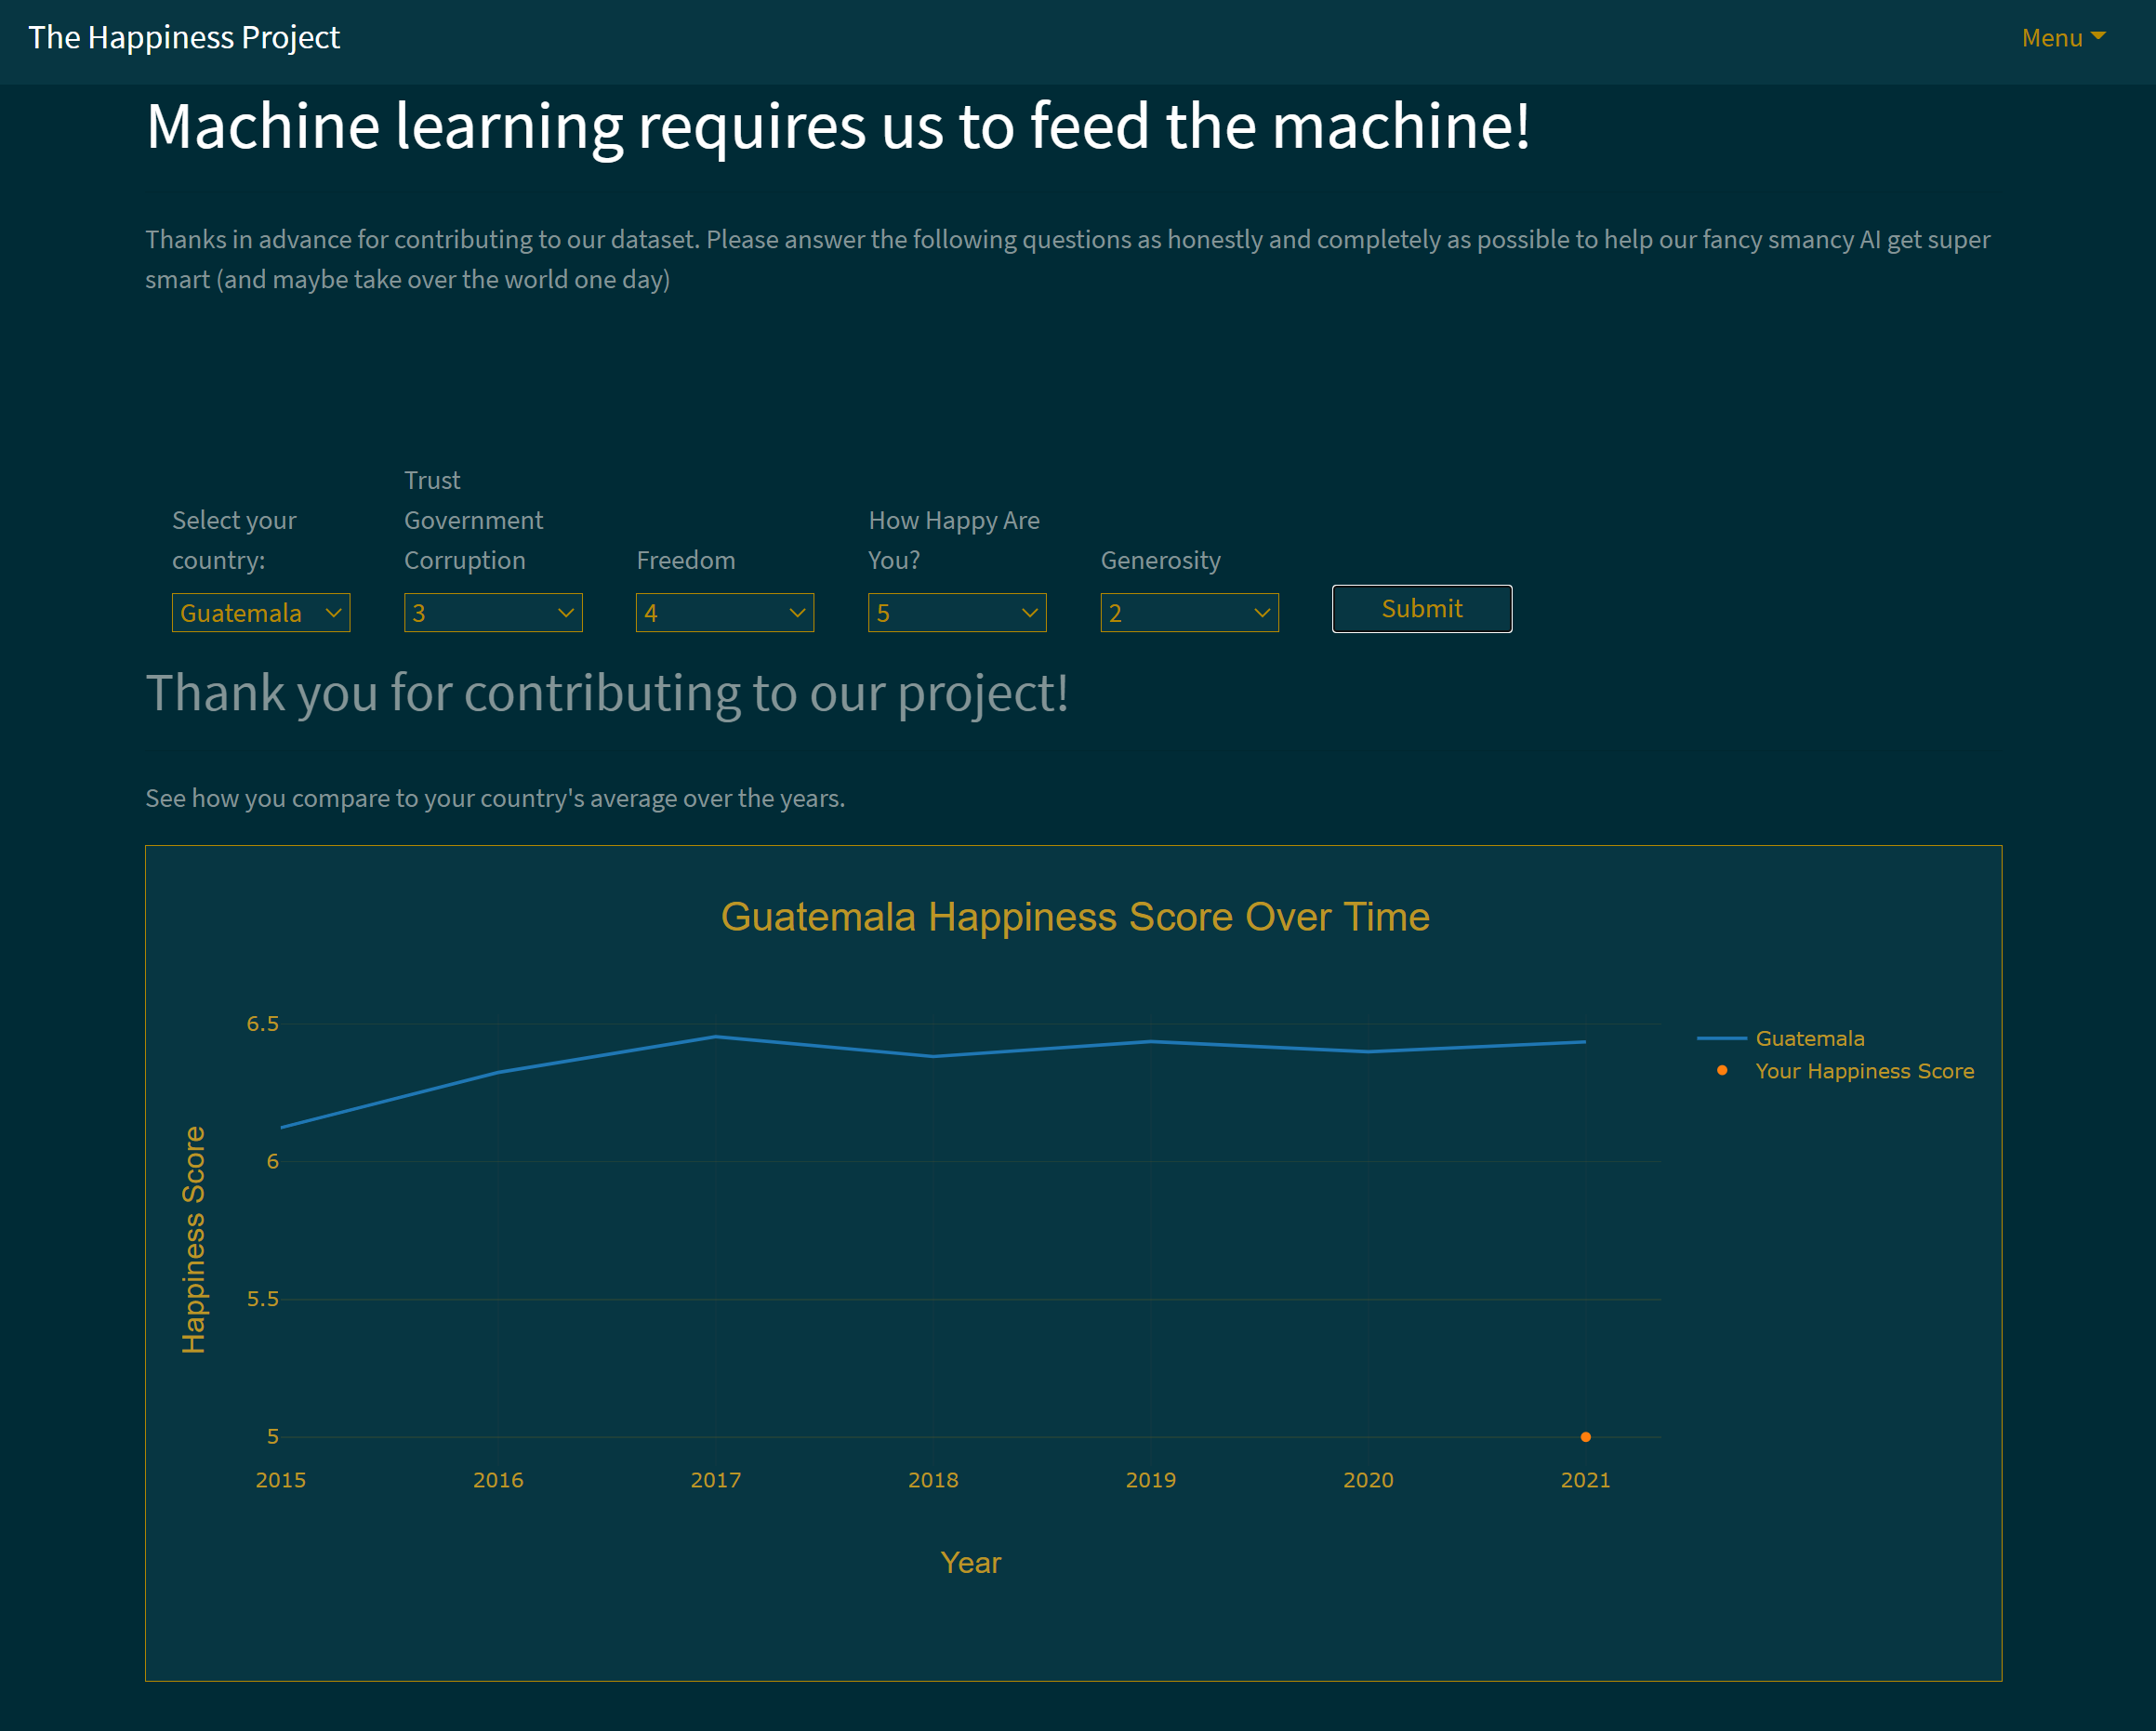 The Happiness Project
Menu
Machine learning requires us to feed the machine!
Thanks in advance for contributing to our dataset. Please answer the following questions as honestly and completely as possible to help our fancy smancy AI get super
smart (and maybe take over the world one day)
Select your
country:
Guatemala
Trust
Government
Corruption
3
Freedom
4
How Happy Are
You?
5
Generosity
2
Submit
Thank you for contributing to our project!
See how you compare to your country's average over the years.
Guatemala Happiness Score Over Time
Happiness Score
6.5
6
5.5
5
2015
2016
2017
2018
2019
2020
2021
Year
Guatemala
Your Happiness Score